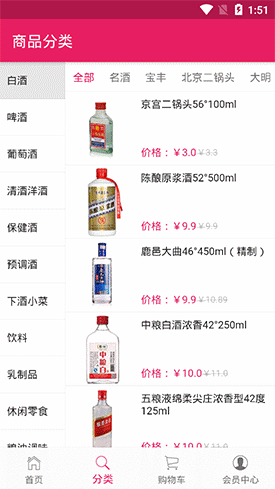 1:51
商品分类
白酒
啤酒
葡萄酒
清酒洋酒
保健酒
预调酒
下酒小菜
饮料
乳制品
休闲零食
粮油调味
全部 名酒 宝丰 北京二锅头 大明
京宫二锅头56°100ml
价格：￥3.0 ￥3.3
陈酿原浆酒52°500ml
价格：￥9.9 ￥9.9
鹿邑大曲46°450ml（精制）
价格：￥9.9 ￥10.89
中粮白酒浓香42°250ml
价格：￥10.0 ￥11.0
五粮液绵柔尖庄浓香型42度
125ml
价格：￥10.0 ￥11.0
首页 分类 购物车 会员中心